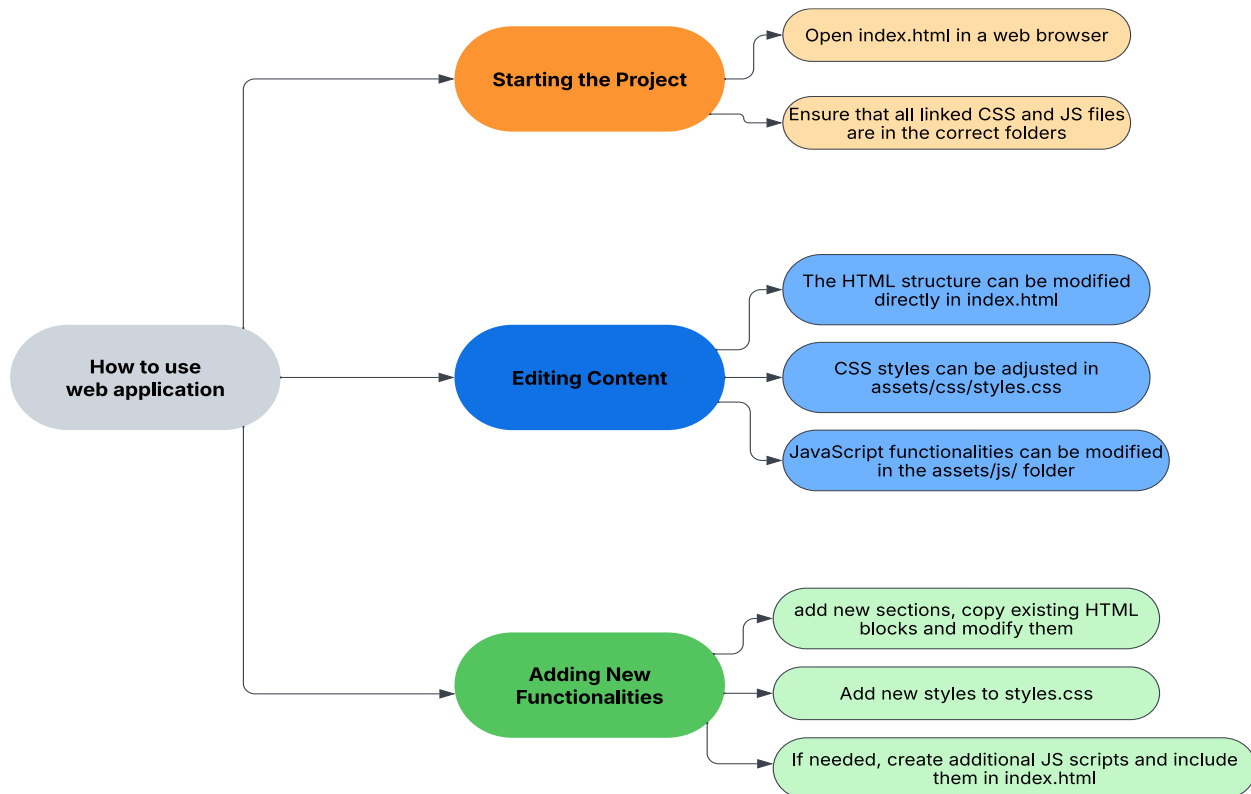 How to use
web application
Starting the Project
Open index.html in a web browser
Ensure that all linked CSS and JS files
are in the correct folders
Editing Content
The HTML structure can be modified
directly in index.html
CSS styles can be adjusted in
assets/css/styles.css
JavaScript functionalities can be modified
in the assets/js/ folder
Adding New
Functionalities
add new sections, copy existing HTML
blocks and modify them
Add new styles to styles.css
If needed, create additional JS scripts and include
them in index.html